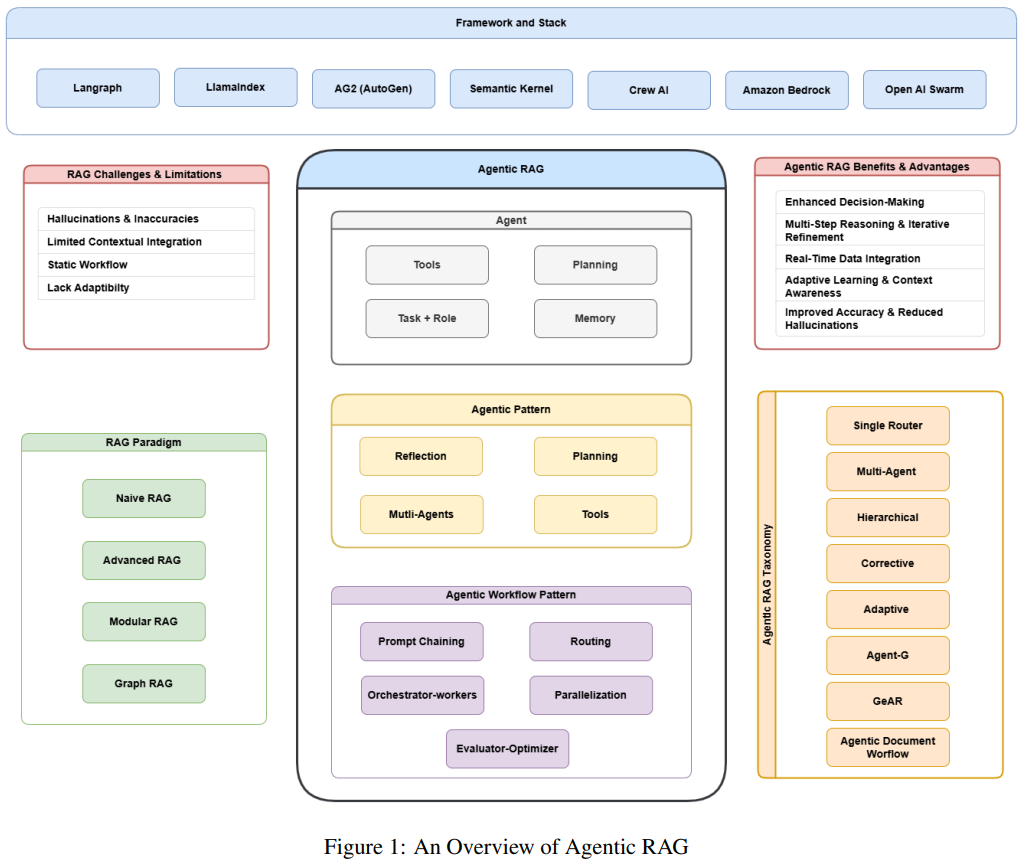 Framework and Stack
Langraph
LlamaIndex
AG2 (AutoGen)
Semantic Kernel
Crew AI
Amazon Bedrock
Open AI Swarm
RAG Challenges & Limitations
Hallucinations & Inaccuracies
Limited Contextual Integration
Static Workflow
Lack Adaptibilty
RAG Paradigm
Naive RAG
Advanced RAG
Modular RAG
Graph RAG
Agentic RAG
Agent
Tools
Planning
Task + Role
Memory
Agentic Pattern
Reflection
Planning
Mutli-Agents
Tools
Agentic Workflow Pattern
Prompt Chaining
Routing
Orchestrator-workers
Parallelization
Evaluator-Optimizer
Agentic RAG Benefits & Advantages
Enhanced Decision-Making
Multi-Step Reasoning & Iterative
Refinement
Real-Time Data Integration
Adaptive Learning & Context
Awareness
Improved Accuracy & Reduced
Hallucinations
Agentic RAG Taxonomy
Single Router
Multi-Agent
Hierarchical
Corrective
Adaptive
Agent-G
GeAR
Agentic Document
Worflow
Figure 1: An Overview of Agentic RAG